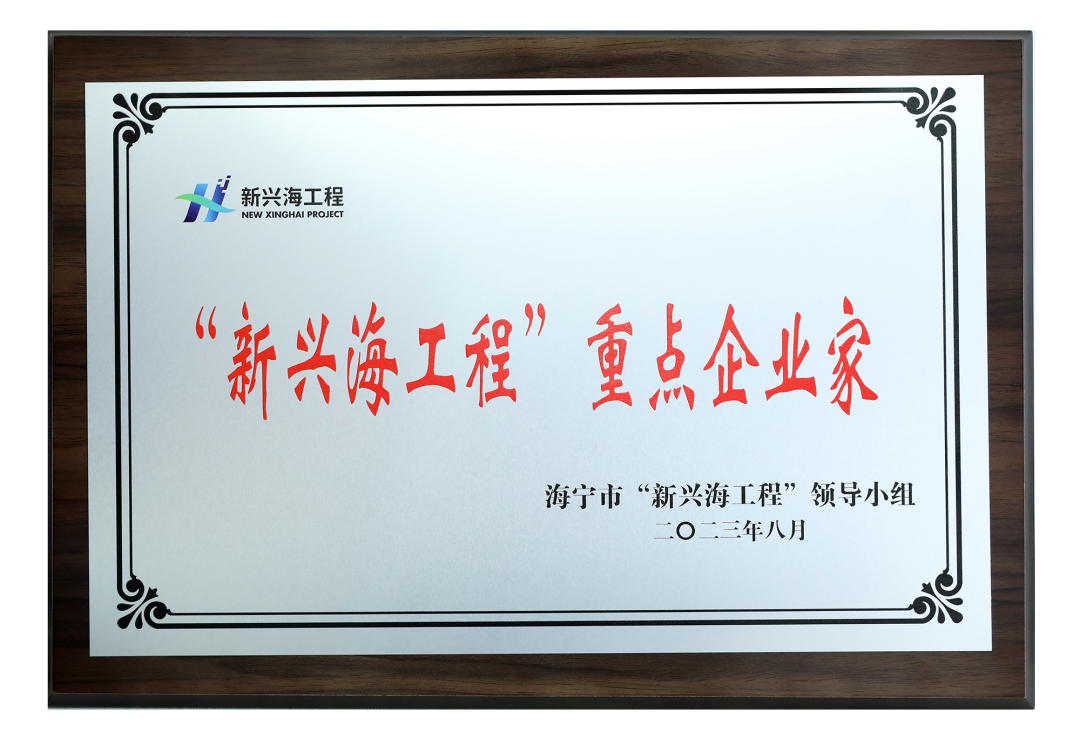 新兴海工程
NEW XINGHAI PROJECT
“新兴海工程”重点企业家
海宁市“新兴海工程”领导小组
二〇二三年八月